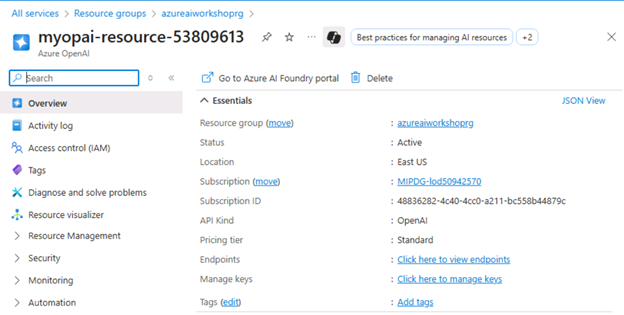 All services > Resource groups > azureaiworkshoprg >
myopai-resource-53809613 ... Best practices for managing AI resources +2
Azure OpenAI
Search
Go to Azure AI Foundry portal Delete
Overview
Activity log
Access control (IAM)
Tags
Diagnose and solve problems
Resource visualizer
Resource Management
Security
Monitoring
Automation
Essentials JSON View
Resource group (move) : azureaiworkshoprg
Status : Active
Location : East US
Subscription (move) : MIPDG-lod50942570
Subscription ID : 48836282-4c40-4cc0-a211-bc558b44879c
API Kind : OpenAI
Pricing tier : Standard
Endpoints : Click here to view endpoints
Manage keys : Click here to manage keys
Tags (edit) : Add tags